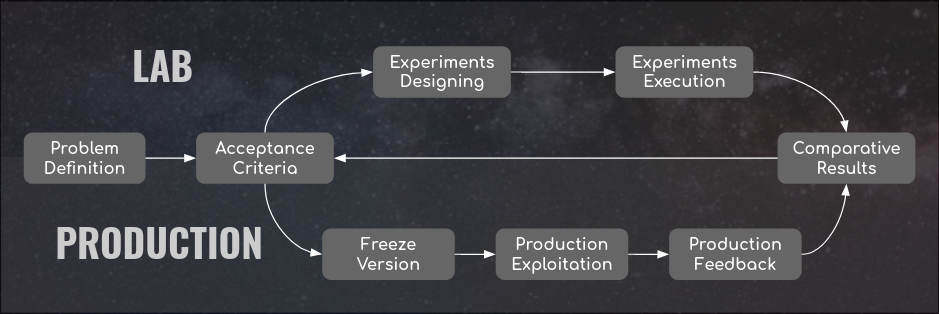 LAB
Experiments
Designing
Experiments
Execution
Problem
Definition
Acceptance
Criteria
Comparative
Results
PRODUCTION
Freeze
Version
Production
Exploitation
Production
Feedback